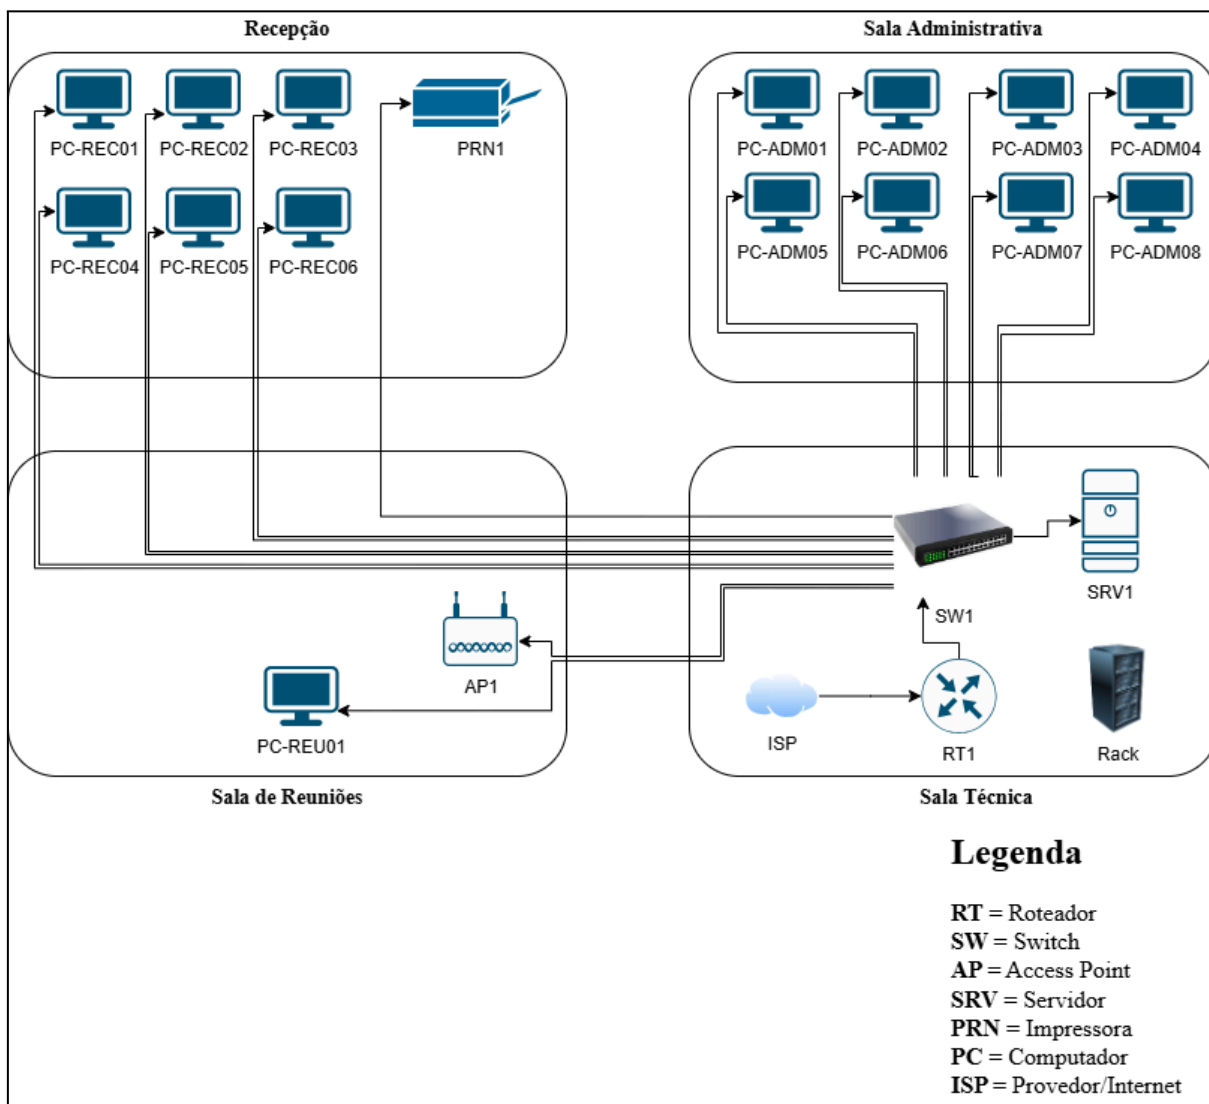 Recepção
Sala Administrativa
PC-REC01
PC-REC02
PC-REC03
PRN1
PC-REC04
PC-REC05
PC-REC06
PC-ADM01
PC-ADM02
PC-ADM03
PC-ADM04
PC-ADM05
PC-ADM06
PC-ADM07
PC-ADM08
AP1
PC-REU01
Sala de Reuniões
SRV1
SW1
ISP
RT1
Rack
Sala Técnica
Legenda
RT = Roteador
SW = Switch
AP = Access Point
SRV = Servidor
PRN = Impressora
PC = Computador
ISP = Provedor/Internet